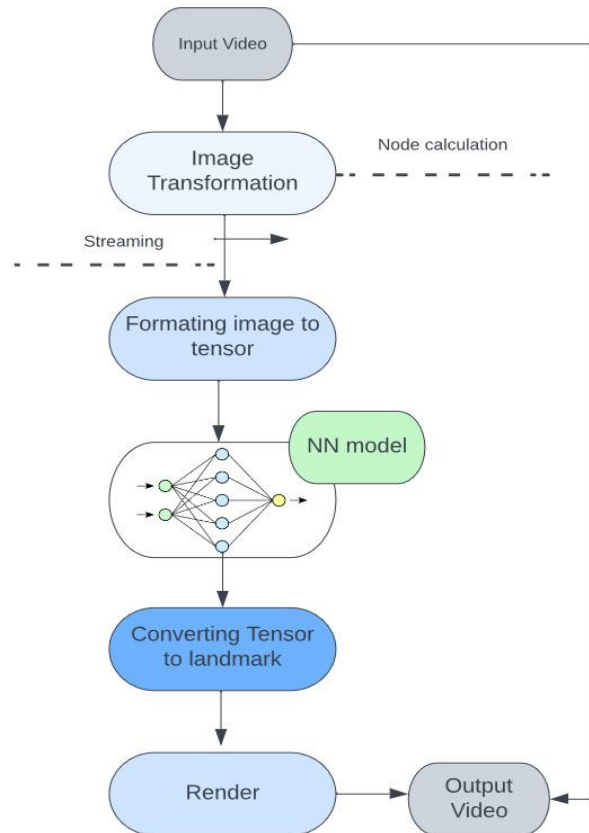 Input Video
Image
Transformation
Node calculation
Streaming
Formating image to
tensor
NN model
Converting Tensor
to landmark
Render
Output
Video